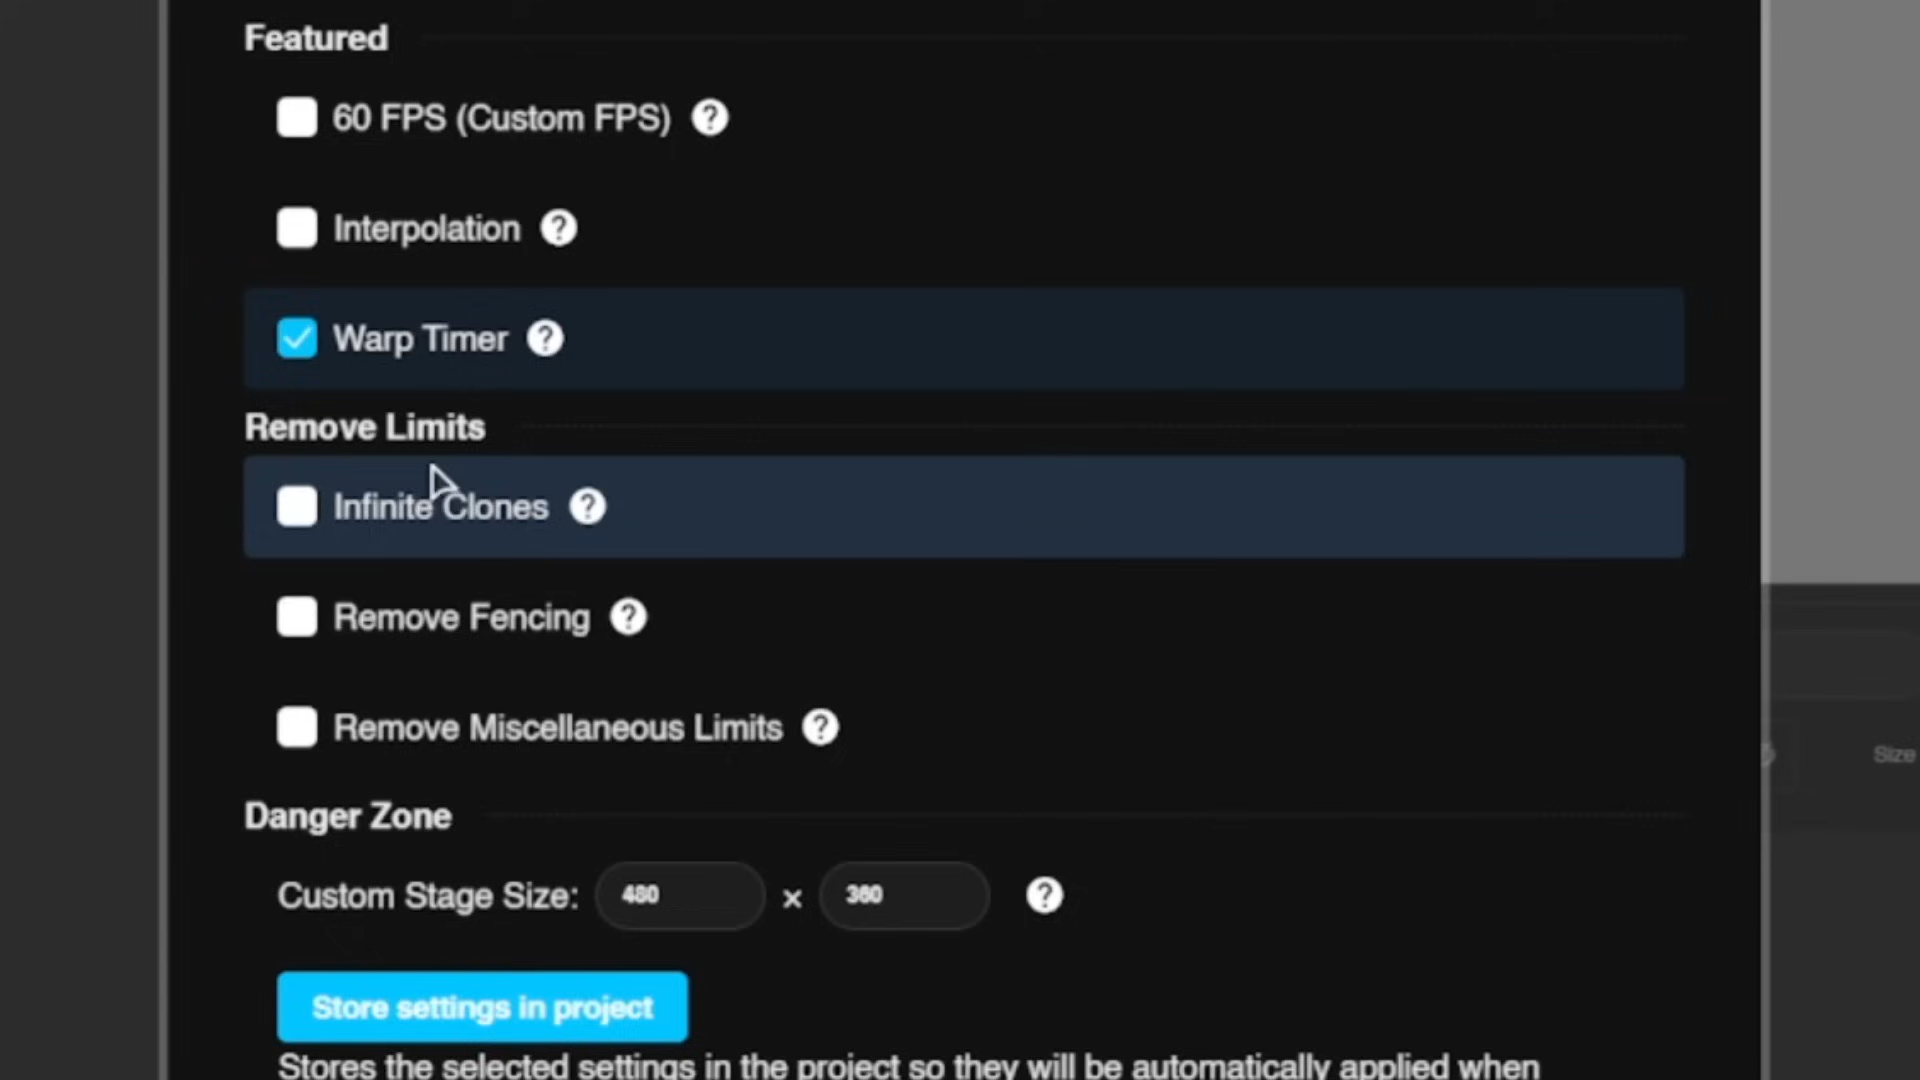 Featured
60 FPS (Custom FPS) ?
Interpolation ?
Warp Timer ?
Remove Limits
Infinite Clones ?
Remove Fencing ?
Remove Miscellaneous Limits ?
Danger Zone
Custom Stage Size: 480 × 360 ?
Size
Store settings in project
Stores the selected settings in the project so they will be automatically applied when